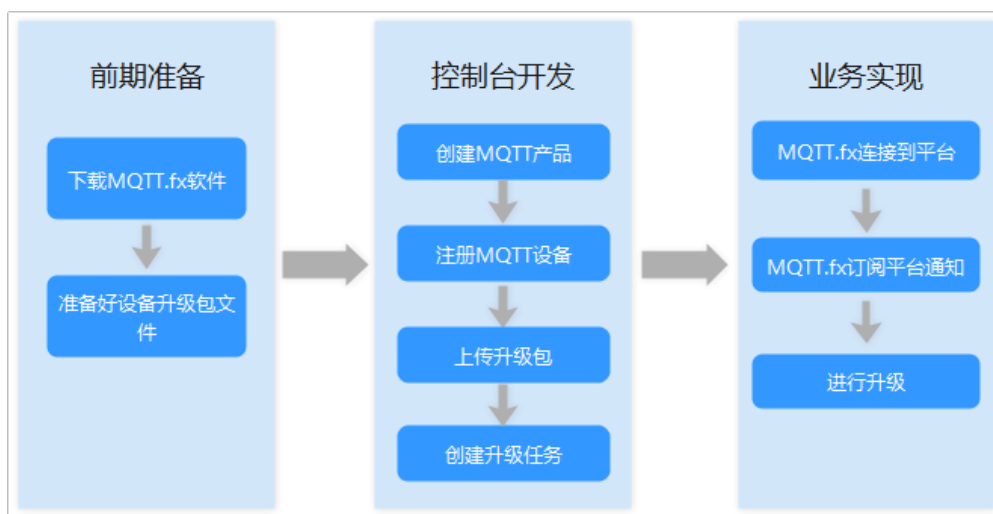 前期准备
下载MQTT.fx软件
准备好设备升级包文
件
控制台开发
创建MQTT产品
注册MQTT设备
上传升级包
创建升级任务
业务实现
MQTT.fx连接到平台
MQTT.fx订阅平台通知
进行升级